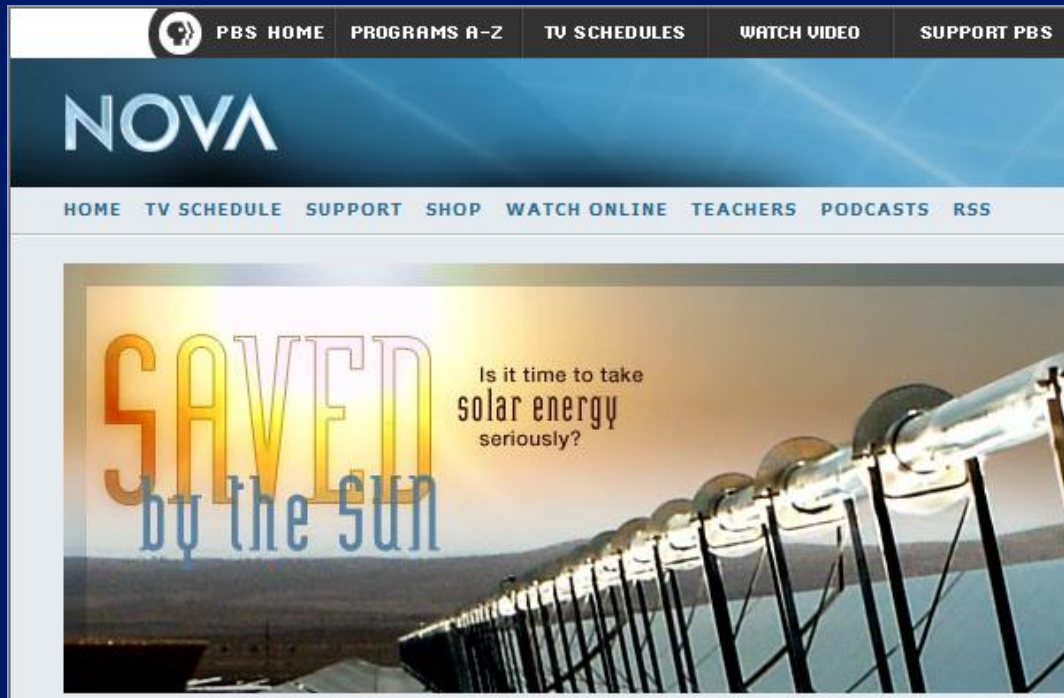 PBS HOME PROGRAMS A-Z TV SCHEDULES WATCH VIDEO SUPPORT PBS
NOVA
HOME TV SCHEDULE SUPPORT SHOP WATCH ONLINE TEACHERS PODCASTS RSS
SAVED
by the SUN
Is it time to take
solar energy
seriously?